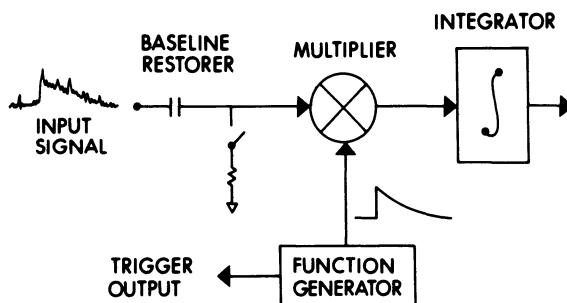 INTEGRATOR
BASELINE
RESTORER
MULTIPLIER
INPUT
SIGNAL
TRIGGER
OUTPUT
FUNCTION
GENERATOR